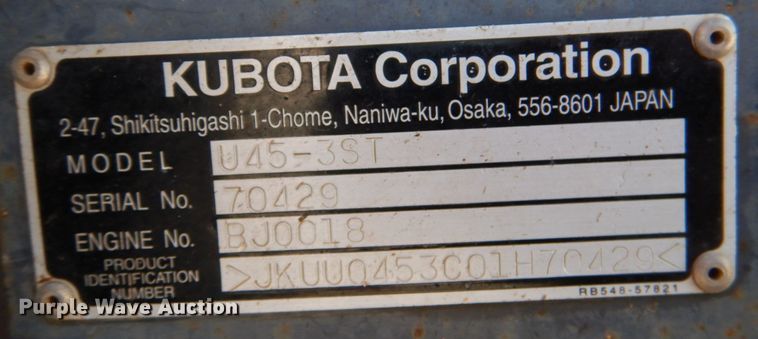 KUBOTA Corporation
2-47, Shikitsuhigashi 1-Chome, Naniwa-ku, Osaka, 556-8601 JAPAN
MODEL U45-3ST
SERIAL No. 70429
ENGINE No. BJ0018
PRODUCT
IDENTIFICATION
NUMBER >JKUU0453C01H70429<
RB548-57821
Purple Wave Auction